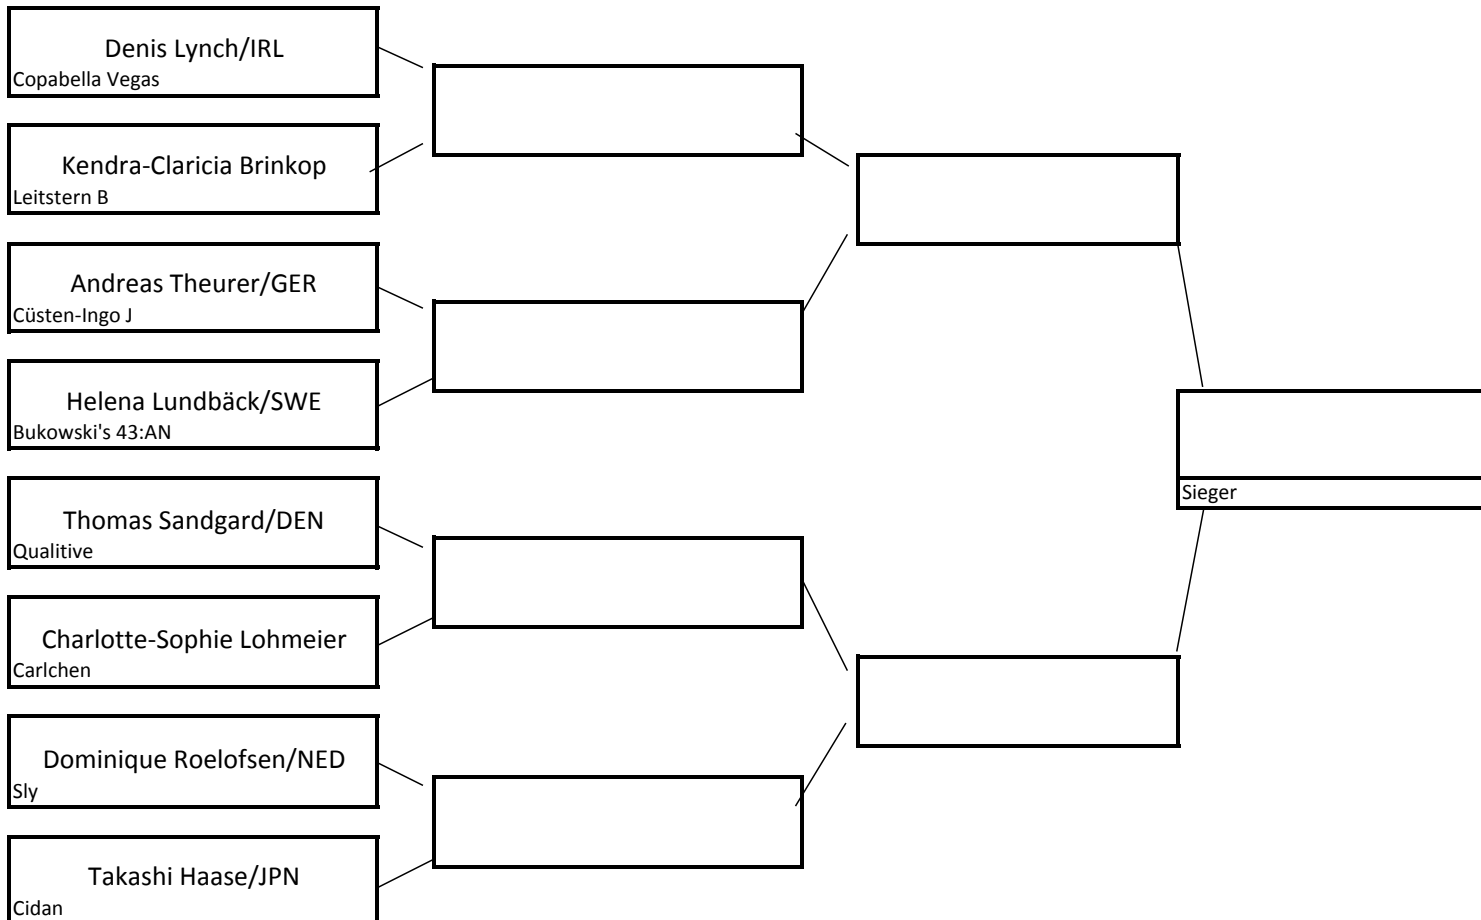 Denis Lynch/IRL
Copabella Vegas
Kendra-Claricia Brinkop
Leitstern B
Andreas Theurer/GER
Cüsten-Ingo J
Helena Lundbäck/SWE
Bukowski's 43:AN
Thomas Sandgard/DEN
Qualitive
Charlotte-Sophie Lohmeier
Carlchen
Dominique Roelofsen/NED
Sly
Takashi Haase/JPN
Cidan
Sieger